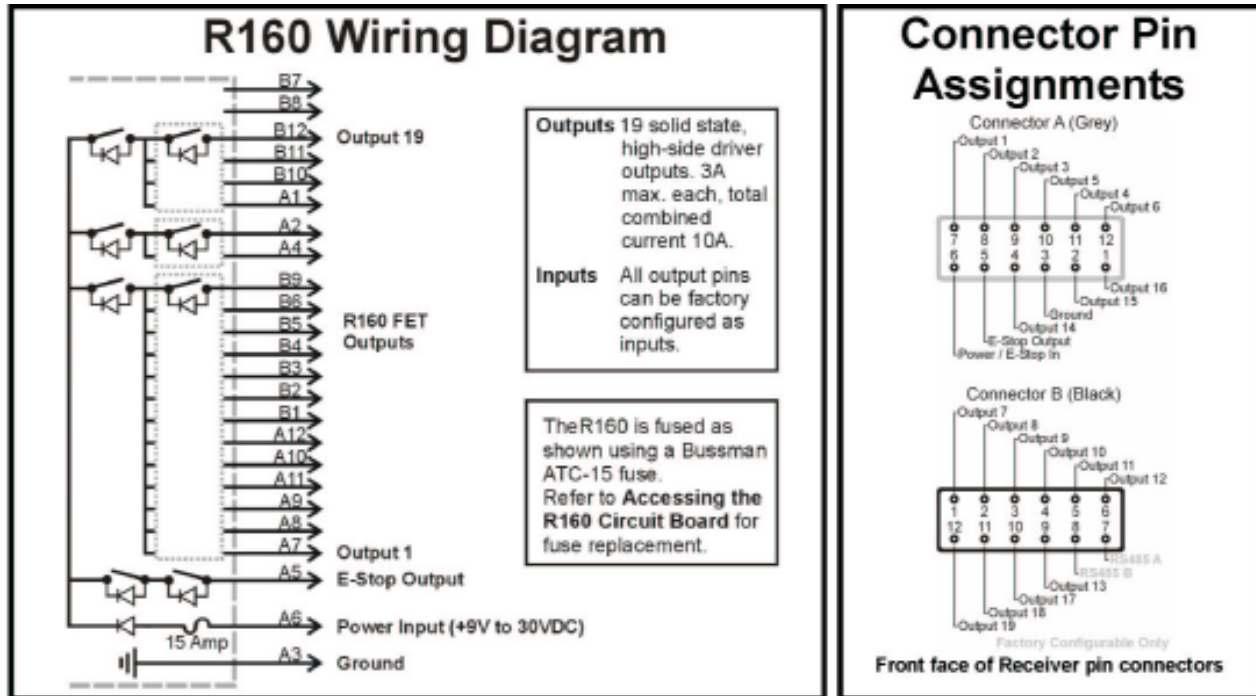 R160 Wiring Diagram
B7
B8
B12
Output 19
B11
B10
A1
A2
A4
B9
B6
B5
B4
B3
B2
B1
A12
A10
A11
A9
A8
A7
R160 FET
Outputs
Output 1
A5
E-Stop Output
A6
Power Input (+9V to 30VDC)
15 Amp
A3
Ground
Outputs 19 solid state,
high-side driver
outputs. 3A
max. each, total
combined
current 10A.
Inputs All output pins
can be factory
configured as
inputs.
TheR160 is fused as
shown using a Bussman
ATC-15 fuse.
Refer to Accessing the
R160 Circuit Board for
fuse replacement.
Connector Pin
Assignments
Connector A (Grey)
Output 1
Output 2
Output 3
Output 5
Output 4
Output 6
7 8 9 10 11 12
6 5 4 3 2 1
Output 16
Output 15
Ground
Output 14
E-Stop Output
Power / E-Stop In
Connector B (Black)
Output 7
Output 8
Output 9
Output 10
Output 11
Output 12
1 2 3 4 5 6
12 11 10 9 8 7
RS485 A
RS485 B
Output 13
Output 17
Output 18
Output 19
Factory Configurable Only
Front face of Receiver pin connectors